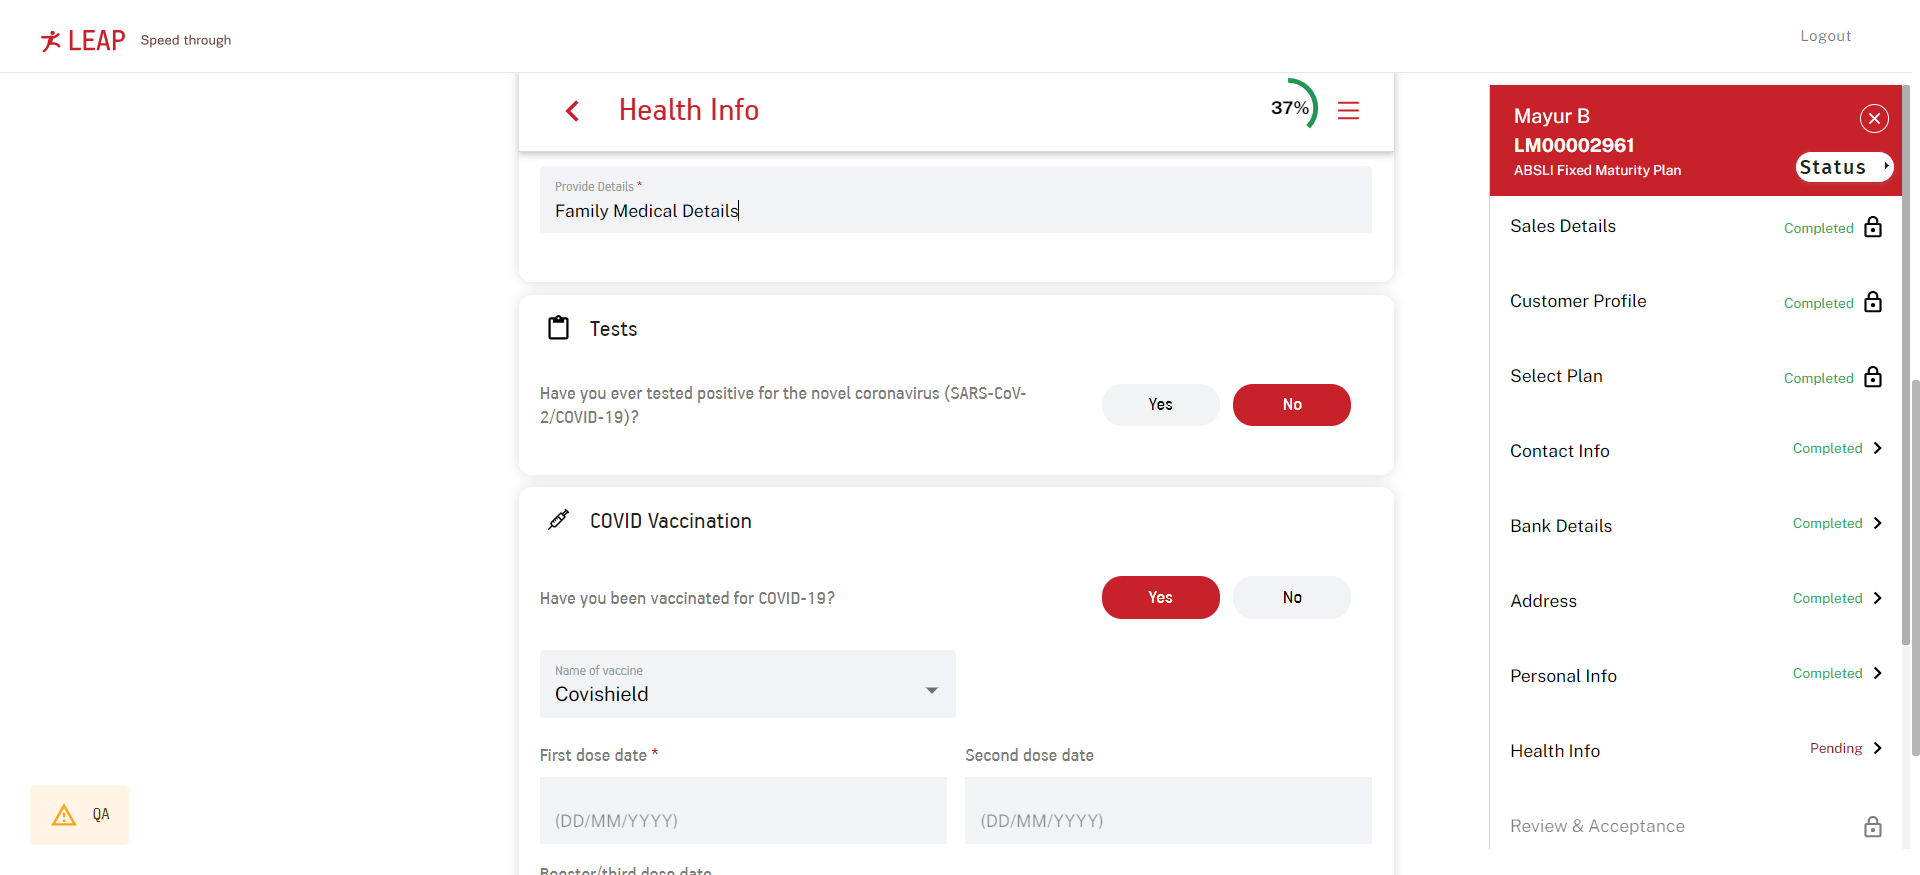 LEAP Speed through
Logout
Health Info
37%
Provide Details *
Family Medical Details
Tests
Have you ever tested positive for the novel coronavirus (SARS-CoV-
2/COVID-19)?
Yes
No
COVID Vaccination
Have you been vaccinated for COVID-19?
Yes
No
Name of vaccine
Covishield
First dose date *
Second dose date
(DD/MM/YYYY)
(DD/MM/YYYY)
Booster/third dose date
QA
Mayur B
LM00002961
ABSLI Fixed Maturity Plan
Status
Sales Details
Completed
Customer Profile
Completed
Select Plan
Completed
Contact Info
Completed
Bank Details
Completed
Address
Completed
Personal Info
Completed
Health Info
Pending
Review & Acceptance